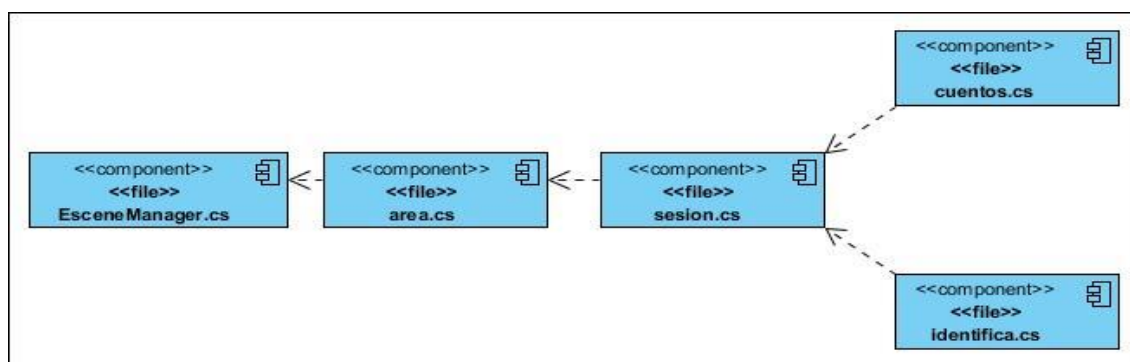 <<component>>
<<file>>
cuentos.cs
<<component>>
<<file>>
EsceneManager.cs
<<component>>
<<file>>
area.cs
<<component>>
<<file>>
sesion.cs
<<component>>
<<file>>
identifica.cs